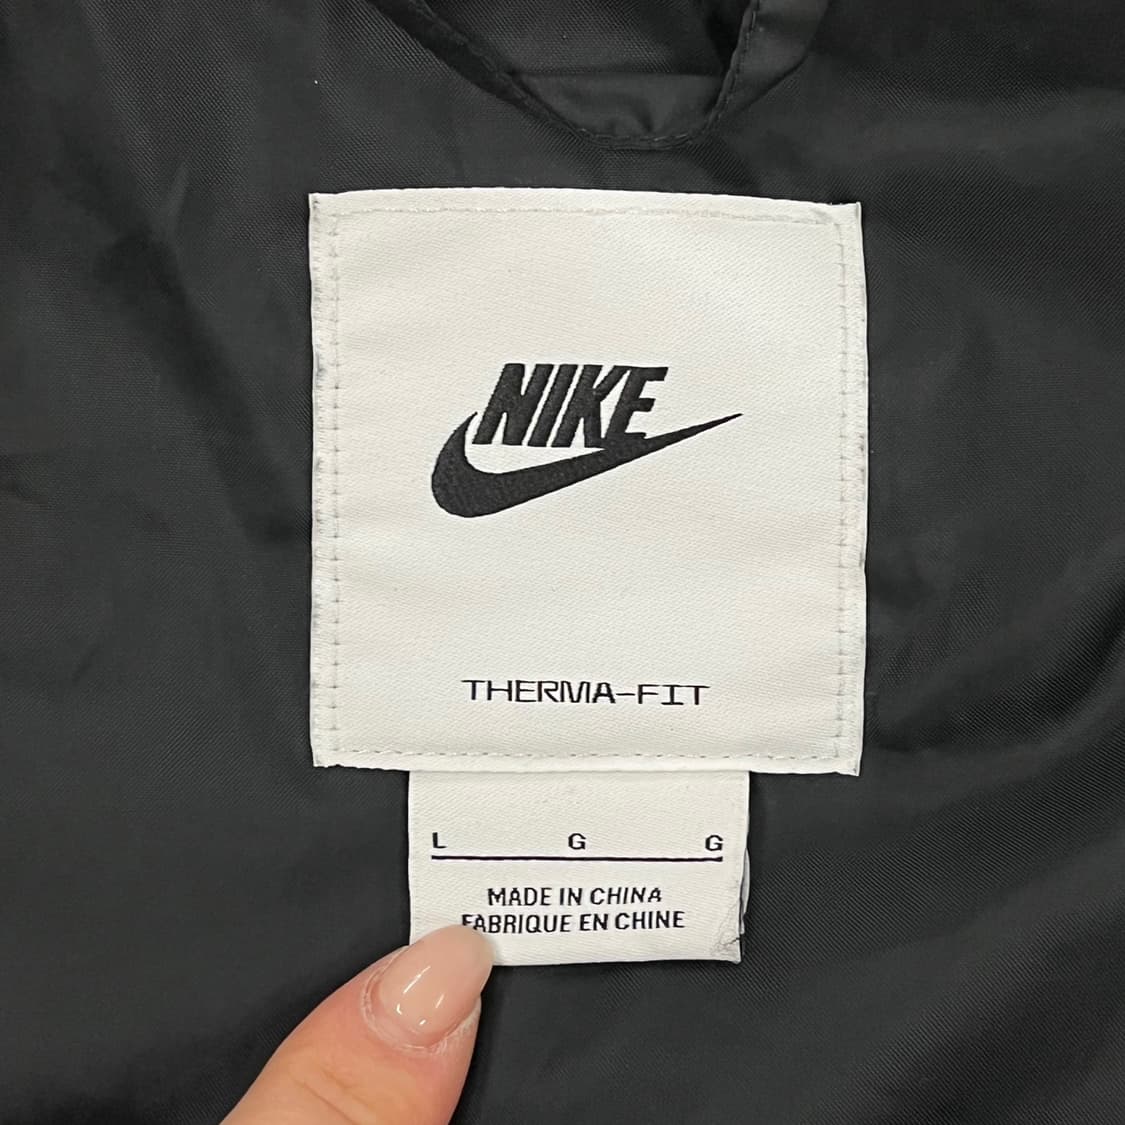 NIKE
THERMA-FIT
L G G
MADE IN CHINA
FABRIQUE EN CHINE